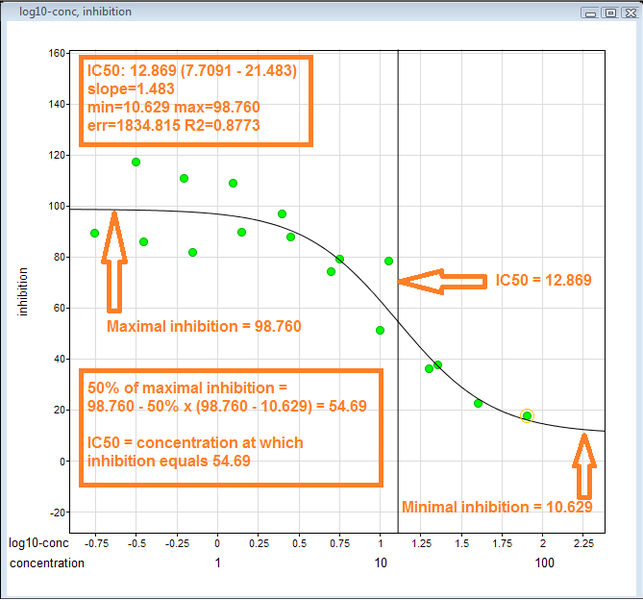 log10-conc, inhibition
IC50: 12.869 (7.7091 - 21.483)
slope=1.483
min=10.629 max=98.760
err=1834.815 R2=0.8773
160
140
120
100
80
60
40
20
0
-20
inhibition
IC50 = 12.869
Maximal inhibition = 98.760
50% of maximal inhibition =
98.760 - 50% x (98.760 - 10.629) = 54.69
IC50 = concentration at which
inhibition equals 54.69
Minimal inhibition = 10.629
log10-conc -0.75 -0.5 -0.25 0 0.25 0.5 0.75 1 1.25 1.5 1.75 2 2.25
concentration 1 10 100